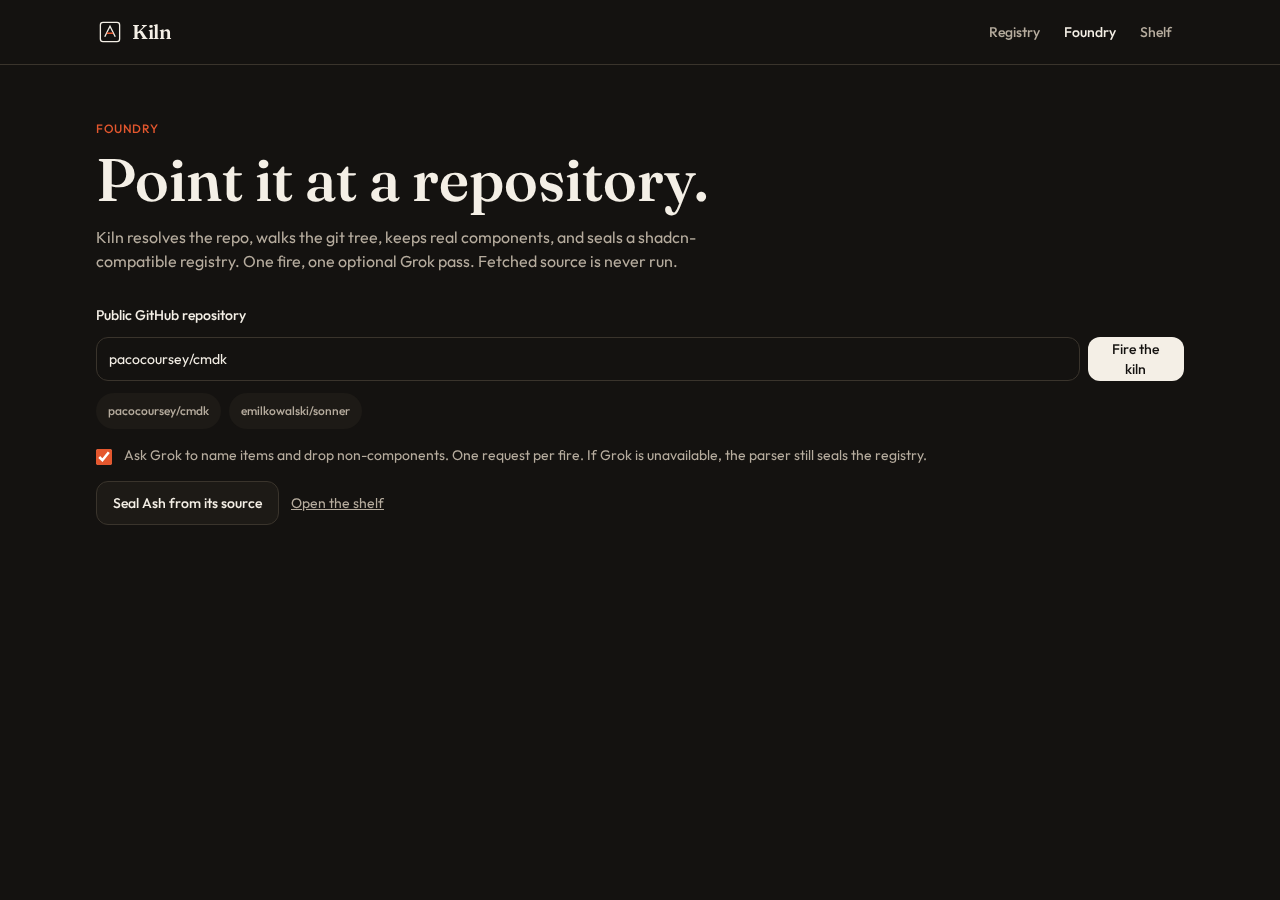 Kiln
Registry
Foundry
Shelf
FOUNDRY
Point it at a repository.
Kiln resolves the repo, walks the git tree, keeps real components, and seals a shadcn-
compatible registry. One fire, one optional Grok pass. Fetched source is never run.
Public GitHub repository
pacocoursey/cmdk
Fire the
kiln
pacocoursey/cmdk
emilkowalski/sonner
Ask Grok to name items and drop non-components. One request per fire. If Grok is unavailable, the parser still seals the registry.
Seal Ash from its source
Open the shelf